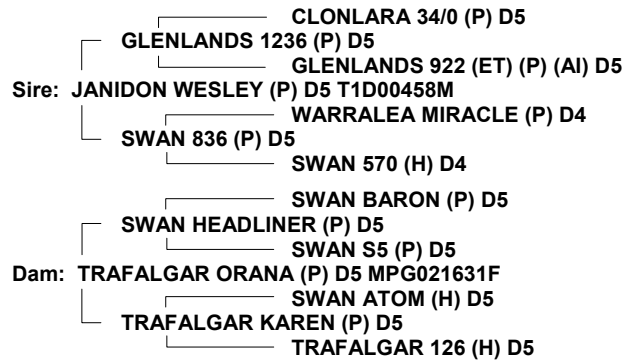 CLONLARA 34/0 (P) D5
GLENLANDS 1236 (P) D5
GLENLANDS 922 (ET) (P) (AI) D5
Sire: JANIDON WESLEY (P) D5 T1D00458M
WARRALEA MIRACLE (P) D4
SWAN 836 (P) D5
SWAN 570 (H) D4
SWAN BARON (P) D5
SWAN HEADLINER (P) D5
SWAN S5 (P) D5
Dam: TRAFALGAR ORANA (P) D5 MPG021631F
SWAN ATOM (H) D5
TRAFALGAR KAREN (P) D5
TRAFALGAR 126 (H) D5